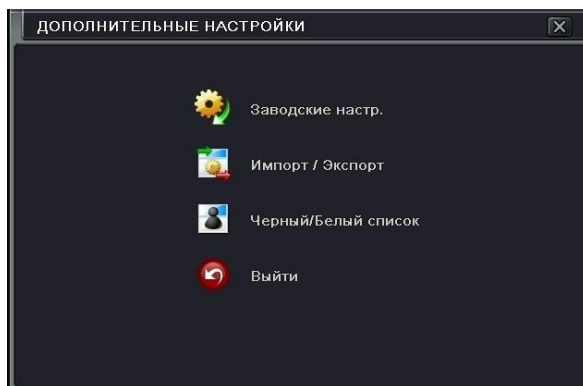 ДОПОЛНИТЕЛЬНЫЕ НАСТРОЙКИ
Заводские настр.
Импорт / Экспорт
Черный/Белый список
Выйти